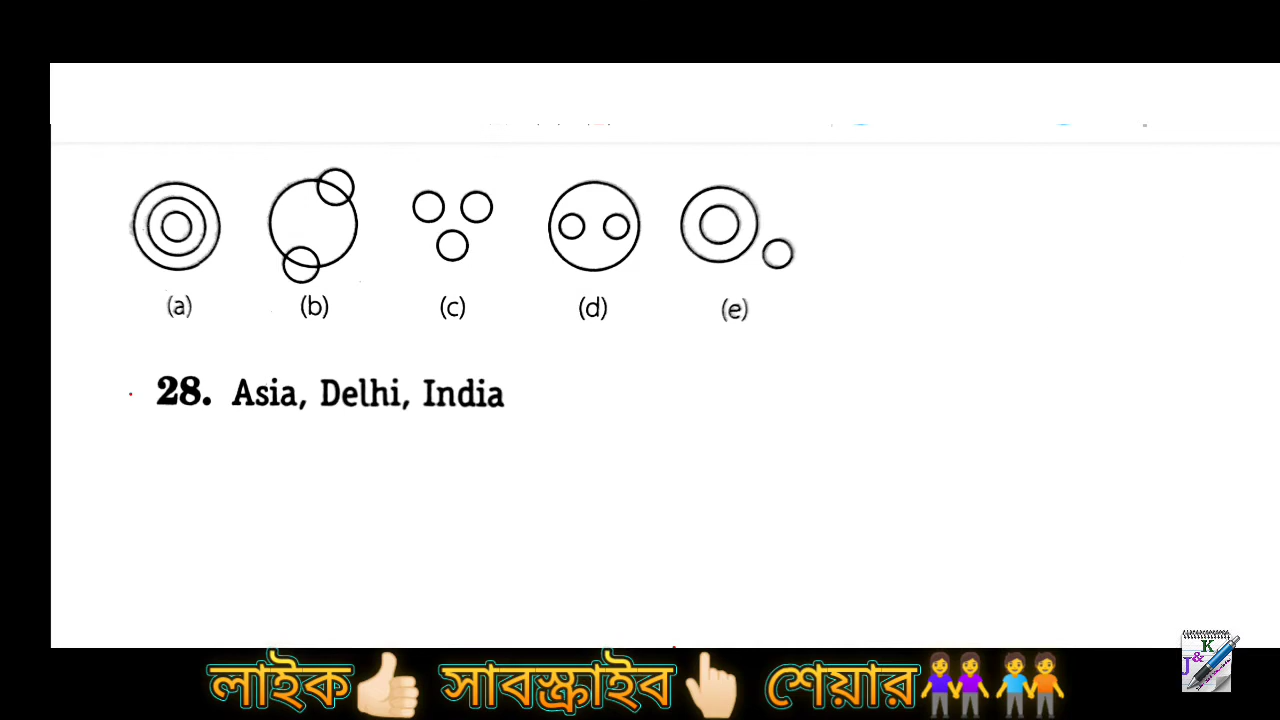 (a) (b) (c) (d) (e)
28. Asia, Delhi, India
লাইক সাবস্ক্রাইব শেয়ার
J&K